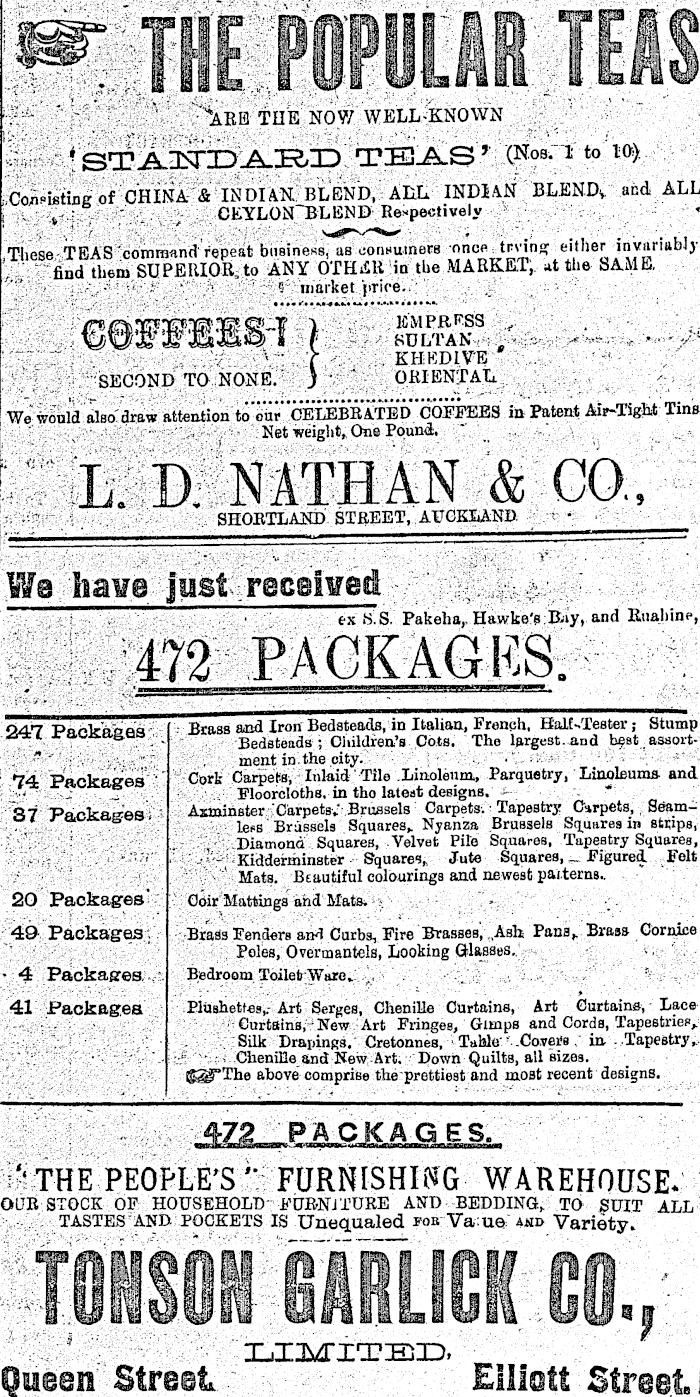 THE POPULAR TEAS
ARE THE NOW WELL-KNOWN
'STANDARD TEAS' (Nos. 1 to 10)
Consisting of CHINA & INDIAN BLEND, ALL INDIAN BLEND, and ALL
CEYLON BLEND Respectively
These TEAS command repeat business, as consumers once trying either invariably
find them SUPERIOR to ANY OTHER in the MARKET, at the SAME
market price.
COFFEES!
SECOND TO NONE.
EMPRESS
SULTAN
KHEDIVE
ORIENTAL
We would also draw attention to our CELEBRATED COFFEES in Patent Air-Tight Tins
Net weight, One Pound.
L. D. NATHAN & CO.,
SHORTLAND STREET, AUCKLAND
We have just received
ex S.S. Pakeha, Hawke's Bay, and Ruahine,
472 PACKAGES.
247 Packages Brass and Iron Bedsteads, in Italian, French, Half-Tester; Stump
Bedsteads; Children's Cots. The largest and best assort-
ment in the city.
74 Packages Cork Carpets, Inlaid Tile Linoleum, Parquetry, Linoleums and
Floorcloths, in the latest designs.
37 Packages Axminster Carpets, Brussels Carpets, Tapestry Carpets, Seam-
less Brussels Squares, Nyanza Brussels Squares in strips,
Diamond Squares, Velvet Pile Squares, Tapestry Squares,
Kidderminster Squares, Jute Squares, Figured Felt
Mats. Beautiful colourings and newest patterns.
20 Packages Coir Mattings and Mats.
49 Packages Brass Fenders and Curbs, Fire Brasses, Ash Pans, Brass Cornice
Poles, Overmantels, Looking Glasses.
4 Packages Bedroom Toilet Ware.
41 Packages Plushettes, Art Serges, Chenille Curtains, Art Curtains, Lace
Curtains, New Art Fringes, Gimps and Cords, Tapestries,
Silk Drapings, Cretonnes, Table Covers in Tapestry,
Chenille and New Art. Down Quilts, all sizes.
The above comprise the prettiest and most recent designs.
472 PACKAGES.
"THE PEOPLE'S" FURNISHING WAREHOUSE.
OUR STOCK OF HOUSEHOLD FURNITURE AND BEDDING, TO SUIT ALL
TASTES AND POCKETS IS Unequaled FOR Value AND Variety.
TONSON GARLICK CO.,
LIMITED,
Queen Street. Elliott Street.